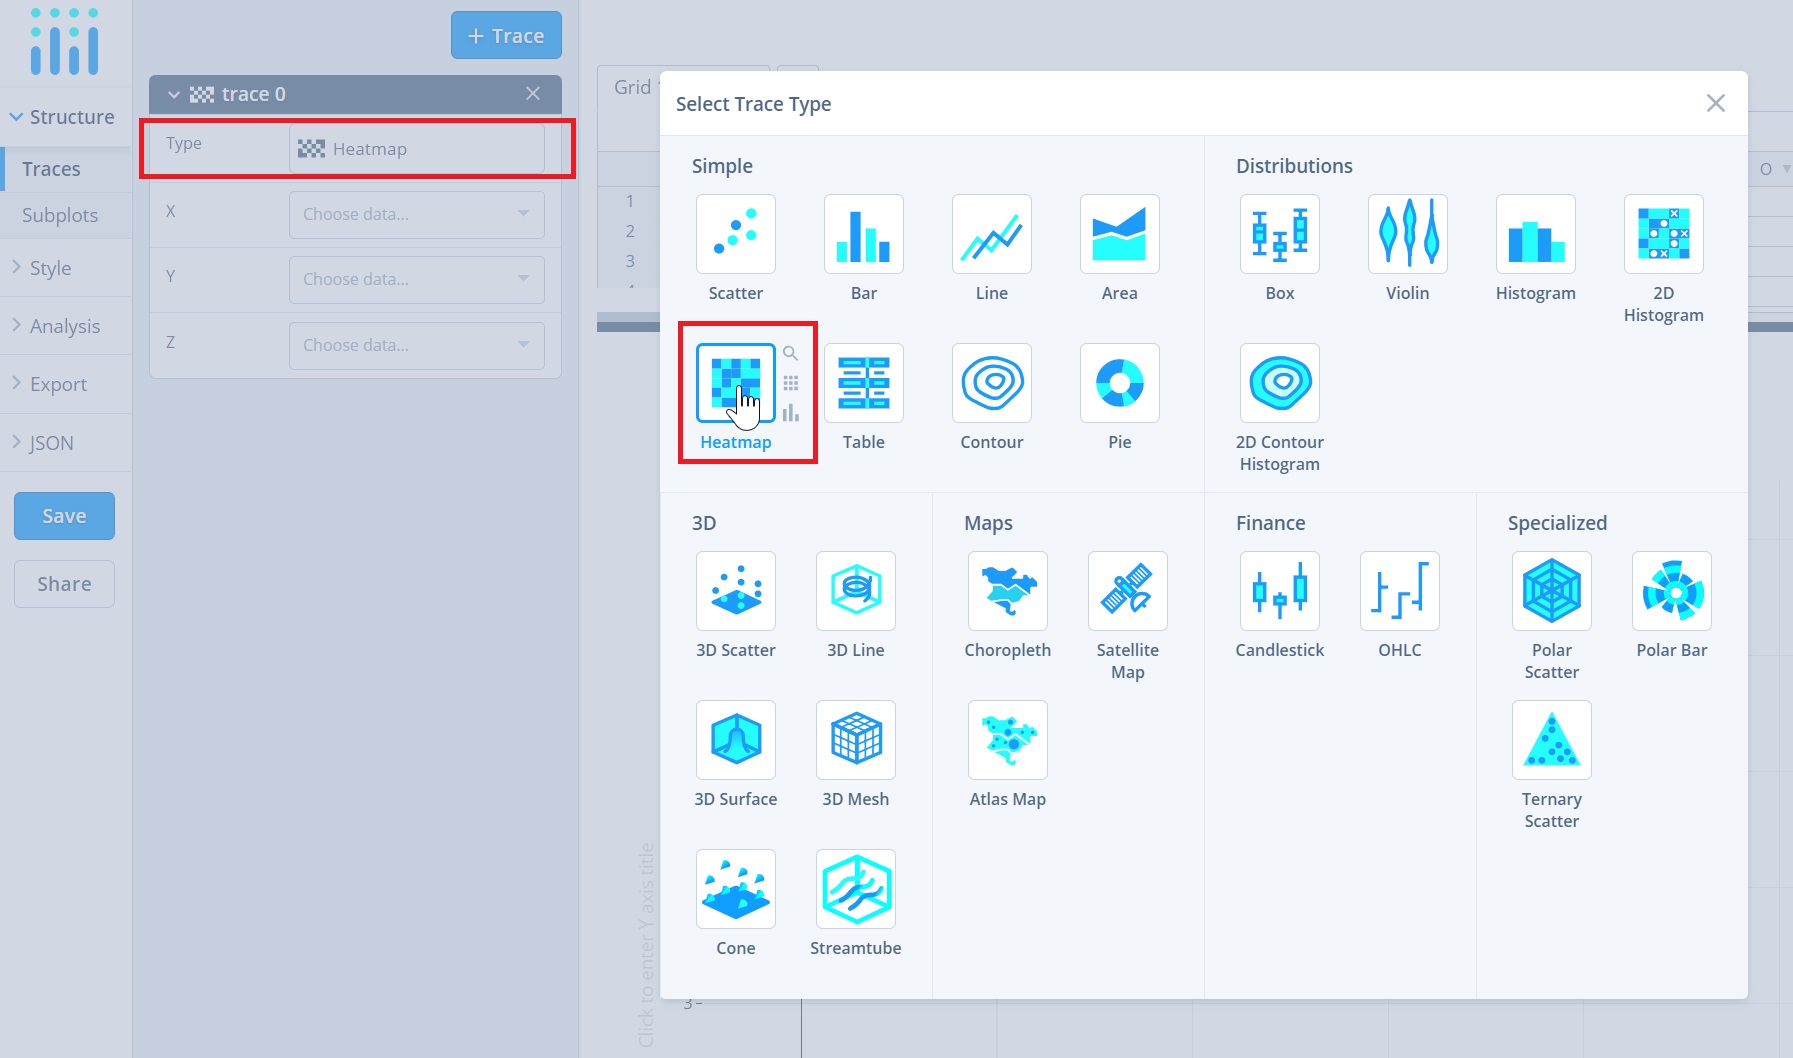 + Trace
Structure
Traces
Subplots
Style
Analysis
Export
JSON
Save
Share
trace 0
Type
Heatmap
X
Choose data...
Y
Choose data...
Z
Choose data...
Grid
1
2
3
O
Click to enter Y axis title
3
Select Trace Type
Simple
Scatter
Bar
Line
Area
Heatmap
Table
Contour
Pie
Distributions
Box
Violin
Histogram
2D
Histogram
2D Contour
Histogram
3D
3D Scatter
3D Line
3D Surface
3D Mesh
Cone
Streamtube
Maps
Choropleth
Satellite
Map
Atlas Map
Finance
Candlestick
OHLC
Specialized
Polar
Scatter
Polar Bar
Ternary
Scatter